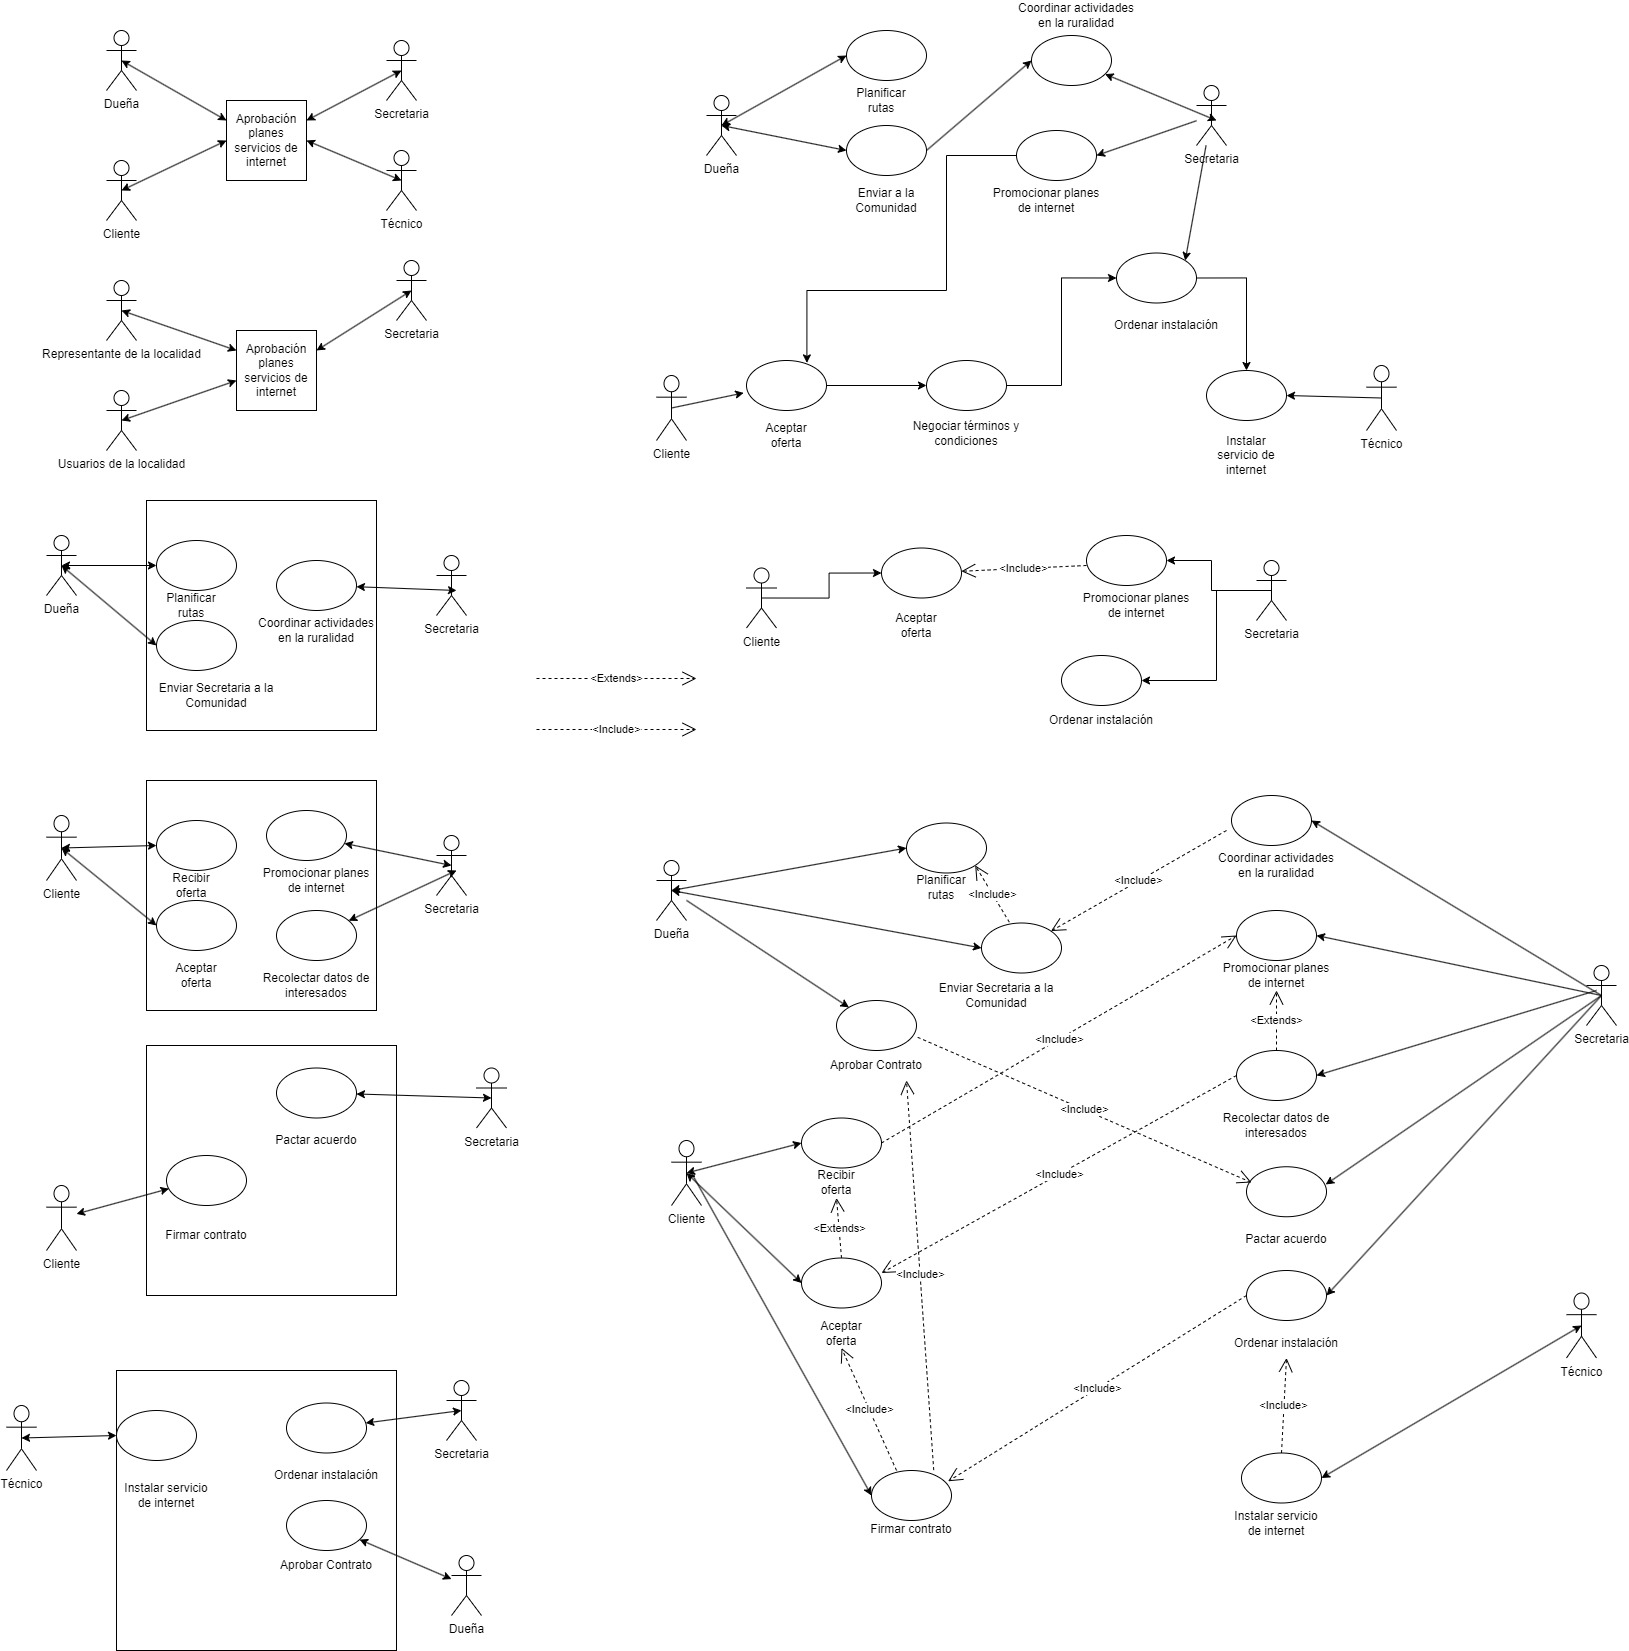 Dueña
Secretaria
Aprobación
planes
servicios de
internet
Cliente
Técnico
Representante de la localidad
Secretaria
Aprobación
planes
servicios de
internet
Usuarios de la localidad
Coordinar actividades
en la ruralidad
Planificar
rutas
Dueña
Secretaria
Enviar a la
Comunidad
Promocionar planes
de internet
Ordenar instalación
Cliente
Aceptar
oferta
Negociar términos y
condiciones
Instalar
servicio de
internet
Técnico
Dueña
Planificar
rutas
Coordinar actividades
en la ruralidad
Secretaria
Enviar Secretaria a la
Comunidad
<Extends>
<Include>
Cliente
Aceptar
oferta
<Include>
Promocionar planes
de internet
Secretaria
Ordenar instalación
Cliente
Recibir
oferta
Promocionar planes
de internet
Secretaria
Aceptar
oferta
Recolectar datos de
interesados
Pactar acuerdo
Secretaria
Cliente
Firmar contrato
Técnico
Instalar servicio
de internet
Ordenar instalación
Secretaria
Aprobar Contrato
Dueña
Dueña
Planificar
rutas
<Include>
<Include>
Coordinar actividades
en la ruralidad
Enviar Secretaria a la
Comunidad
Promocionar planes
de internet
Aprobar Contrato
<Include>
<Extends>
Secretaria
<Include>
Recolectar datos de
interesados
Cliente
Recibir
oferta
<Include>
<Extends>
Pactar acuerdo
<Include>
Aceptar
oferta
Ordenar instalación
Técnico
<Include>
<Include>
<Include>
Firmar contrato
Instalar servicio
de internet